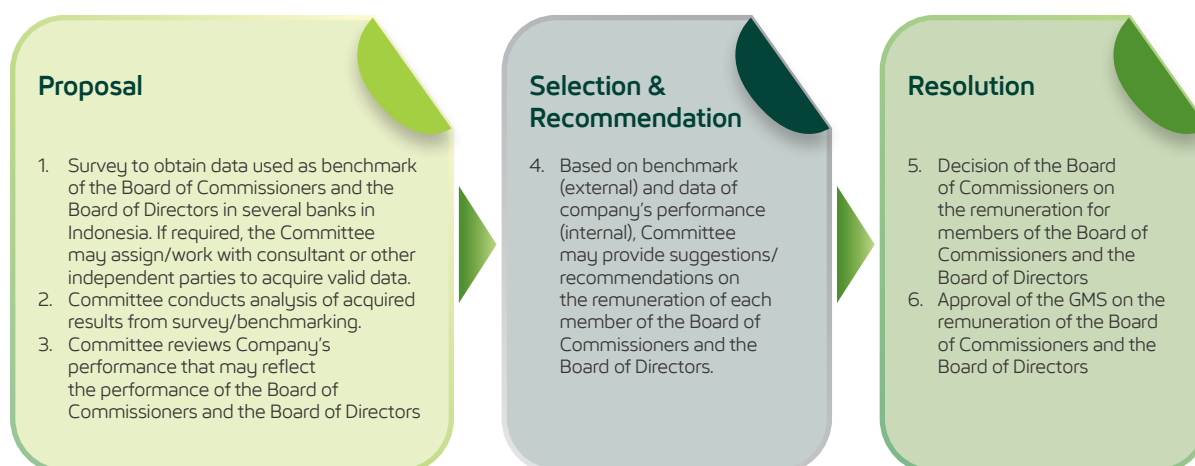 Proposal
1. Survey to obtain data used as benchmark
of the Board of Commissioners and the
Board of Directors in several banks in
Indonesia. If required, the Committee
may assign/work with consultant or other
independent parties to acquire valid data.
2. Committee conducts analysis of acquired
results from survey/benchmarking.
3. Committee reviews Company's
performance that may reflect
the performance of the Board of
Commissioners and the Board of Directors
Selection &
Recommendation
4. Based on benchmark
(external) and data of
company's performance
(internal), Committee
may provide suggestions/
recommendations on
the remuneration of each
member of the Board of
Commissioners and the
Board of Directors.
Resolution
5. Decision of the Board
of Commissioners on
the remuneration for
members of the Board of
Commissioners and the
Board of Directors
6. Approval of the GMS on the
remuneration of the Board
of Commissioners and the
Board of Directors